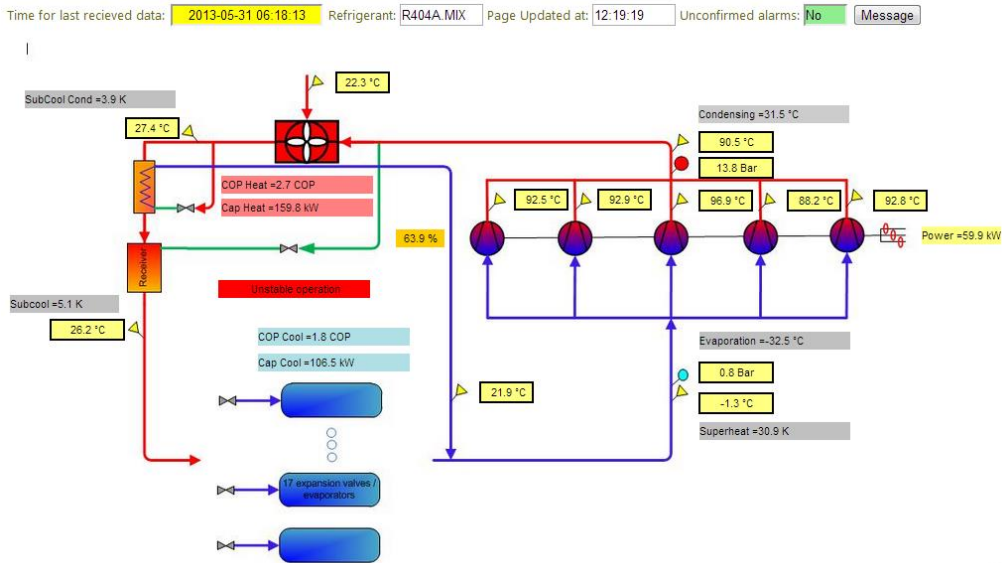 Time for last recieved data: 2013-05-31 06:18:13 Refrigerant: R404A.MIX Page Updated at: 12:19:19 Unconfirmed alarms: No Message
22.3 °C
SubCool Cond =3.9 K
Condensing =31.5 °C
27.4 °C
90.5 °C
13.8 Bar
COP Heat =2.7 COP
Cap Heat =159.8 kW
92.5 °C
92.9 °C
96.9 °C
88.2 °C
92.8 °C
63.9 %
Power =59.9 kW
Receiver
Unstable operation
Subcool =5.1 K
26.2 °C
COP Cool =1.8 COP
Cap Cool =106.5 kW
Evaporation =-32.5 °C
0.8 Bar
-1.3 °C
21.9 °C
Superheat =30.9 K
17 expansion valves /
evaporators